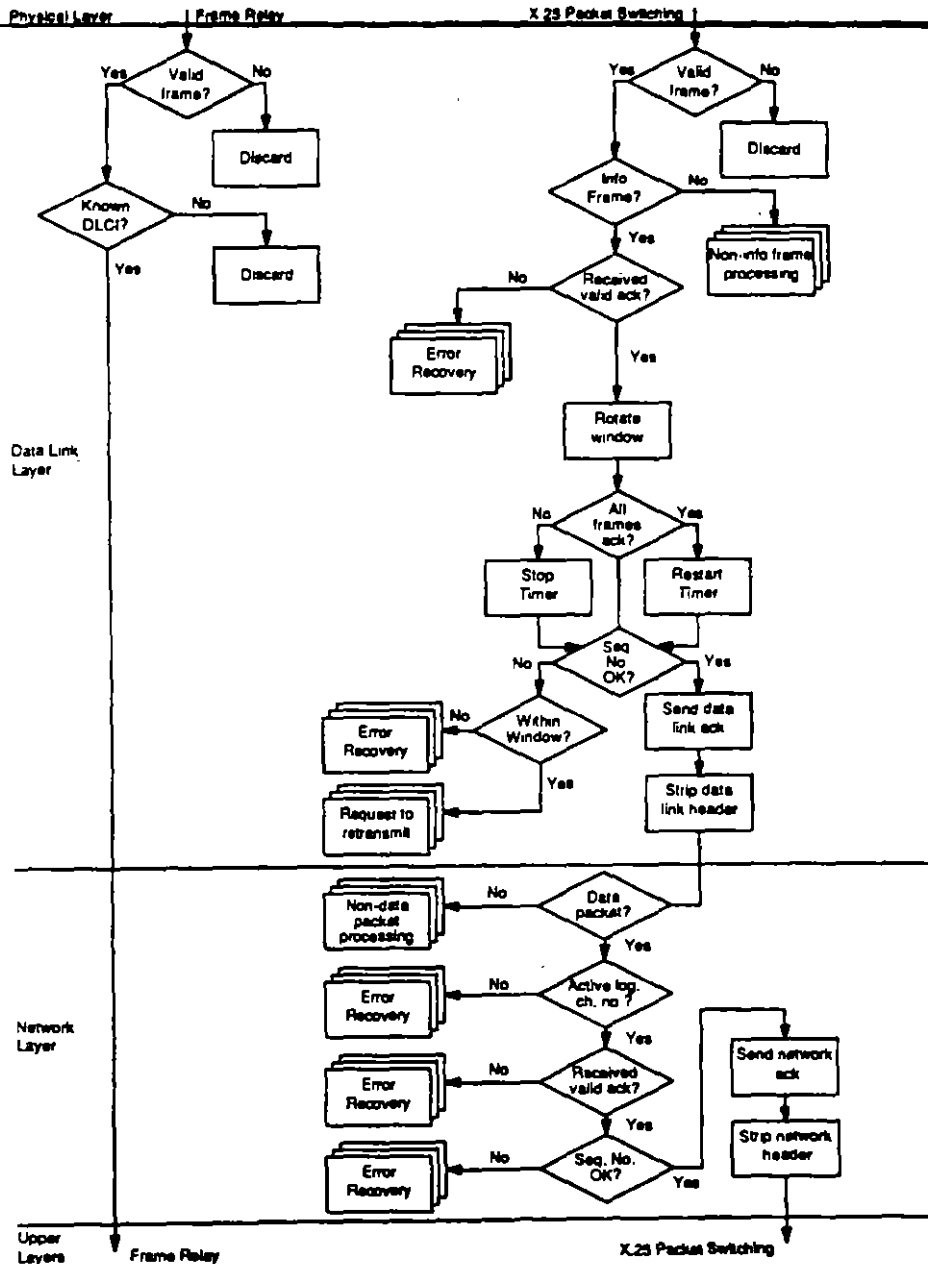 Physical Layer
Frame Relay
X.25 Packet Switching
Yes
Valid
frame?
No
Discard
Yes
Valid
frame?
No
Discard
Known
DLCI?
No
Yes
Discard
Info
Frame?
No
Yes
Non-info frame
processing
Received
valid ack?
No
Yes
Error
Recovery
Rotate
window
Data Link
Layer
No
All
frames
ack?
Yes
Stop
Timer
Restart
Timer
No
Seq
No
OK?
Yes
Within
Window?
No
Yes
Error
Recovery
Send data
link ack
Request to
retransmit
Strip data
link header
Non-data
packet
processing
No
Data
packet?
Yes
Error
Recovery
No
Active log.
ch. no ?
Yes
Network
Layer
Error
Recovery
No
Received
valid ack?
Yes
Send network
ack
Error
Recovery
No
Seq. No.
OK?
Yes
Strip network
header
Upper
Layers
Frame Relay
X.25 Packet Switching